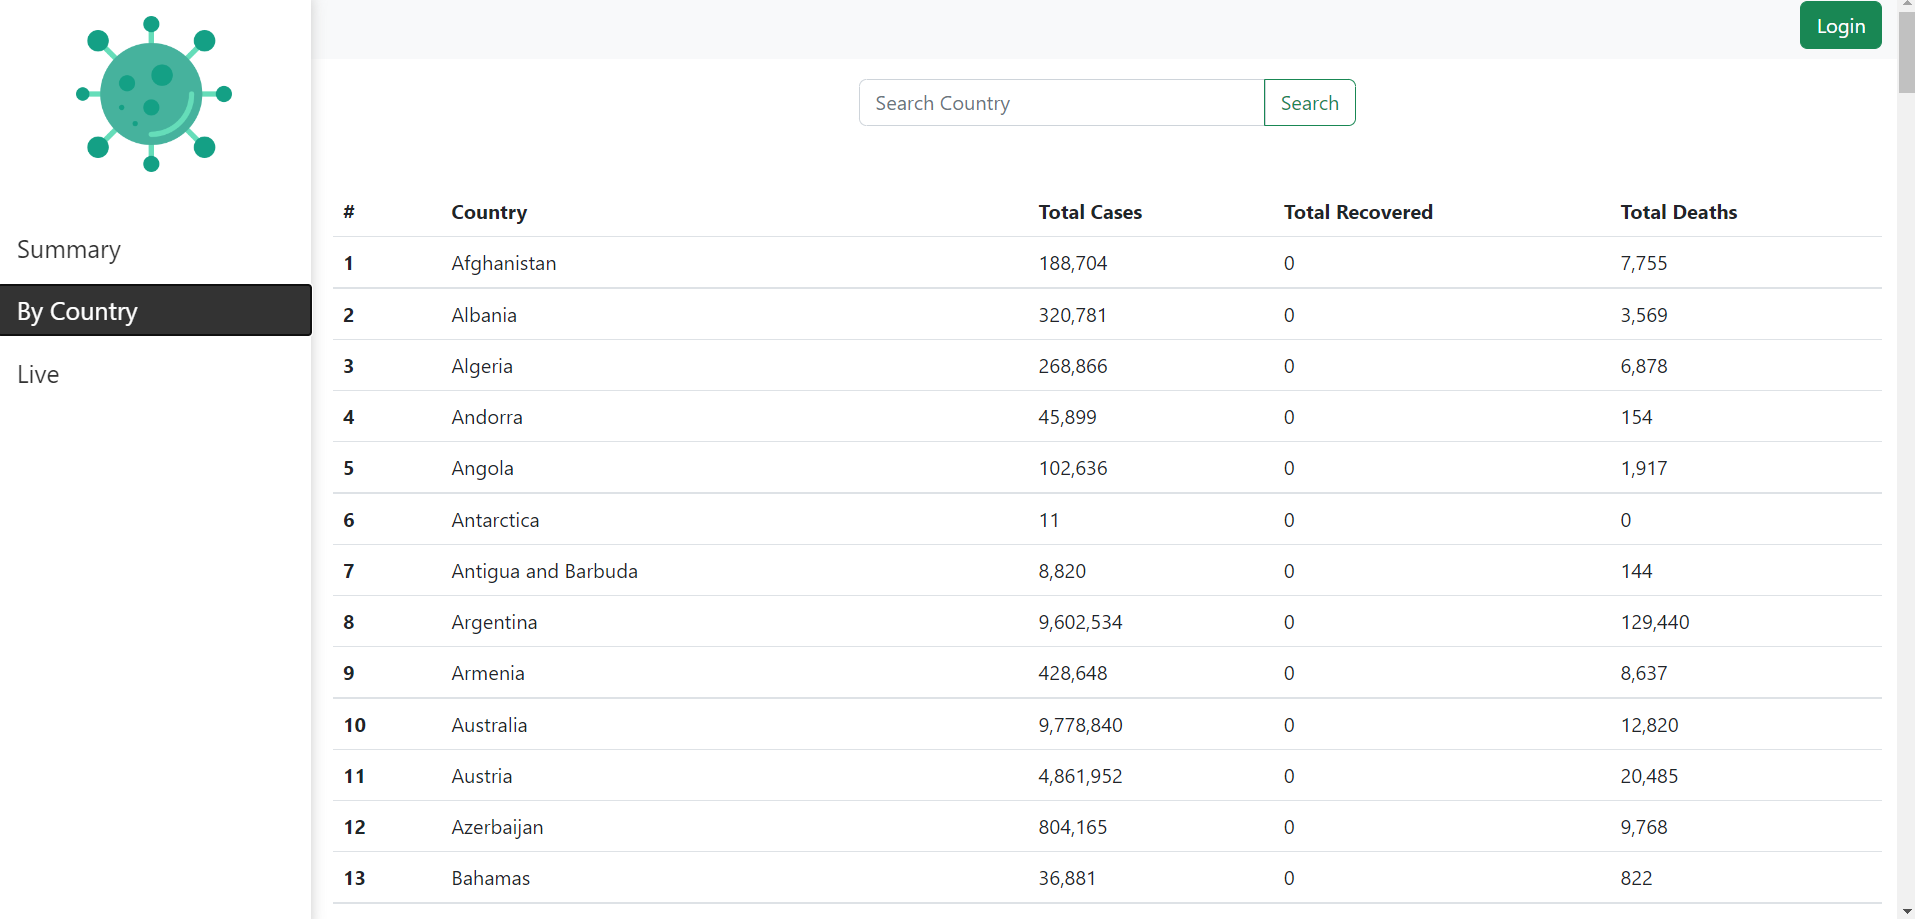 Login
Search Country Search
Summary
By Country
Live
# Country Total Cases Total Recovered Total Deaths
1 Afghanistan 188,704 0 7,755
2 Albania 320,781 0 3,569
3 Algeria 268,866 0 6,878
4 Andorra 45,899 0 154
5 Angola 102,636 0 1,917
6 Antarctica 11 0 0
7 Antigua and Barbuda 8,820 0 144
8 Argentina 9,602,534 0 129,440
9 Armenia 428,648 0 8,637
10 Australia 9,778,840 0 12,820
11 Austria 4,861,952 0 20,485
12 Azerbaijan 804,165 0 9,768
13 Bahamas 36,881 0 822